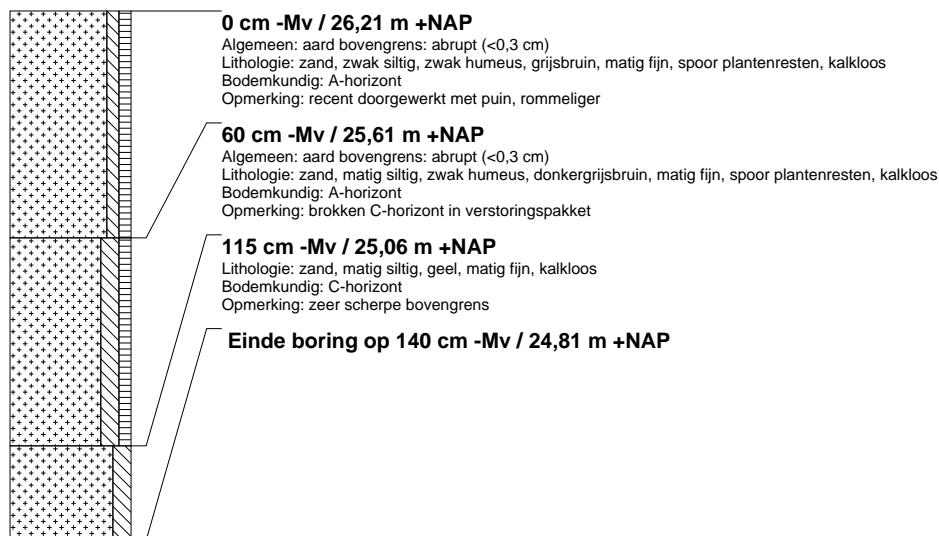 0 cm -Mv / 26,21 m +NAP
Algemeen: aard bovengrens: abrupt (<0,3 cm)
Lithologie: zand, zwak siltig, zwak humeus, grijsbruin, matig fijn, spoor plantenresten, kalkloos
Bodemkundig: A-horizont
Opmerking: recent doorgewerkt met puin, rommeliger
60 cm -Mv / 25,61 m +NAP
Algemeen: aard bovengrens: abrupt (<0,3 cm)
Lithologie: zand, matig siltig, zwak humeus, donkergrijsbruin, matig fijn, spoor plantenresten, kalkloos
Bodemkundig: A-horizont
Opmerking: brokken C-horizont in verstoringspakket
115 cm -Mv / 25,06 m +NAP
Lithologie: zand, matig siltig, geel, matig fijn, kalkloos
Bodemkundig: C-horizont
Opmerking: zeer scherpe bovengrens
Einde boring op 140 cm -Mv / 24,81 m +NAP